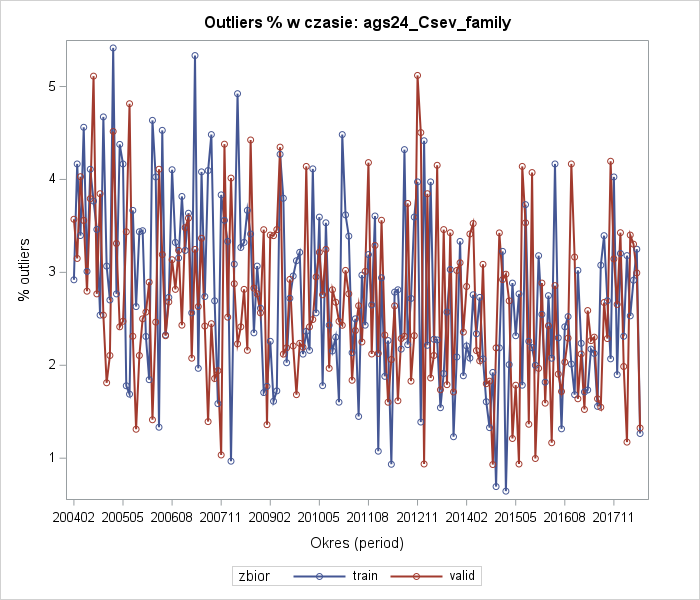 Outliers % w czasie: ags24_Csev_family
% outliers
5
4
3
2
1
200402 200505 200608 200711 200902 201005 201108 201211 201402 201505 201608 201711
Okres (period)
zbior train valid